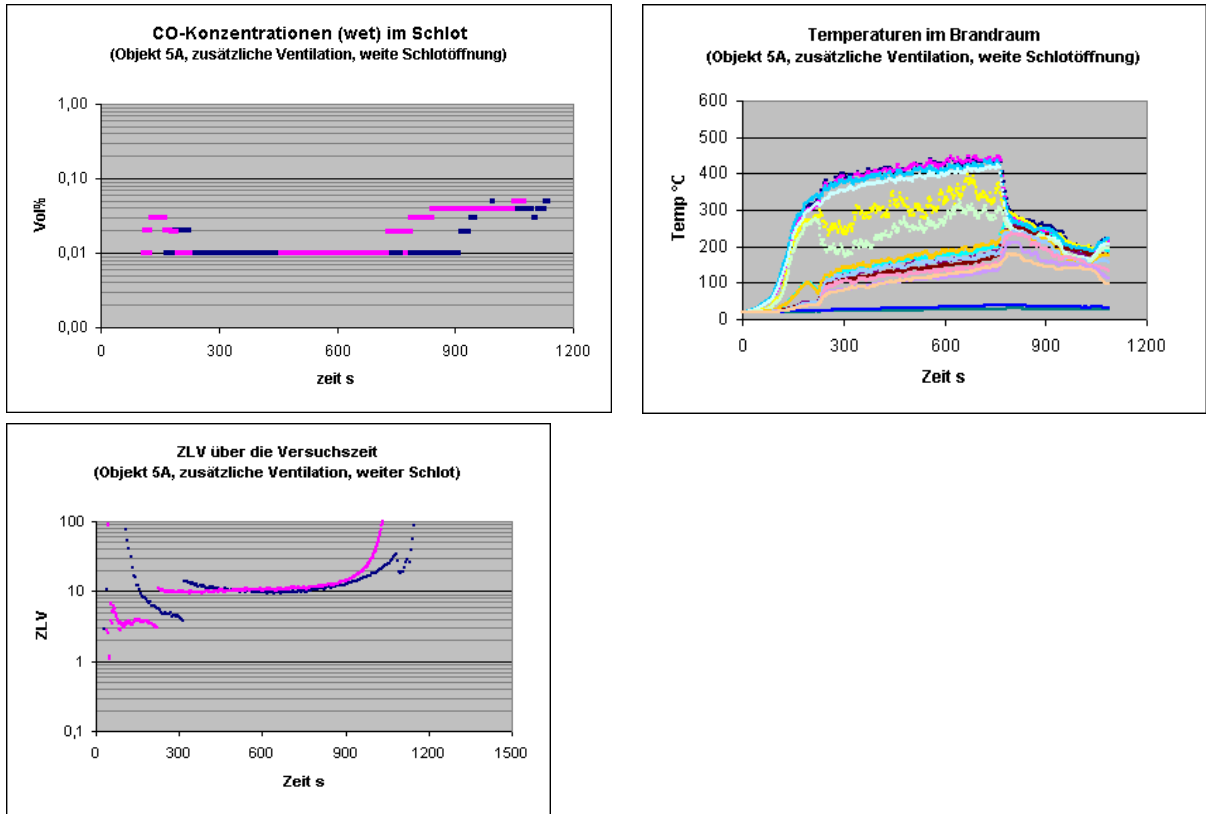 CO-Konzentrationen (wet) im Schlot
(Objekt 5A, zusätzliche Ventilation, weite Schlotöffnung)
1,00
0,10
0,01
0,00
Vol%
0 300 600 900 1200
zeit s
Temperaturen im Brandraum
(Objekt 5A, zusätzliche Ventilation, weite Schlotöffnung)
600
500
400
300
200
100
0
Temp °C
0 300 600 900 1200
Zeit s
ZLV über die Versuchszeit
(Objekt 5A, zusätzliche Ventilation, weiter Schlot)
100
10
1
0,1
ZLV
0 300 600 900 1200 1500
Zeit s